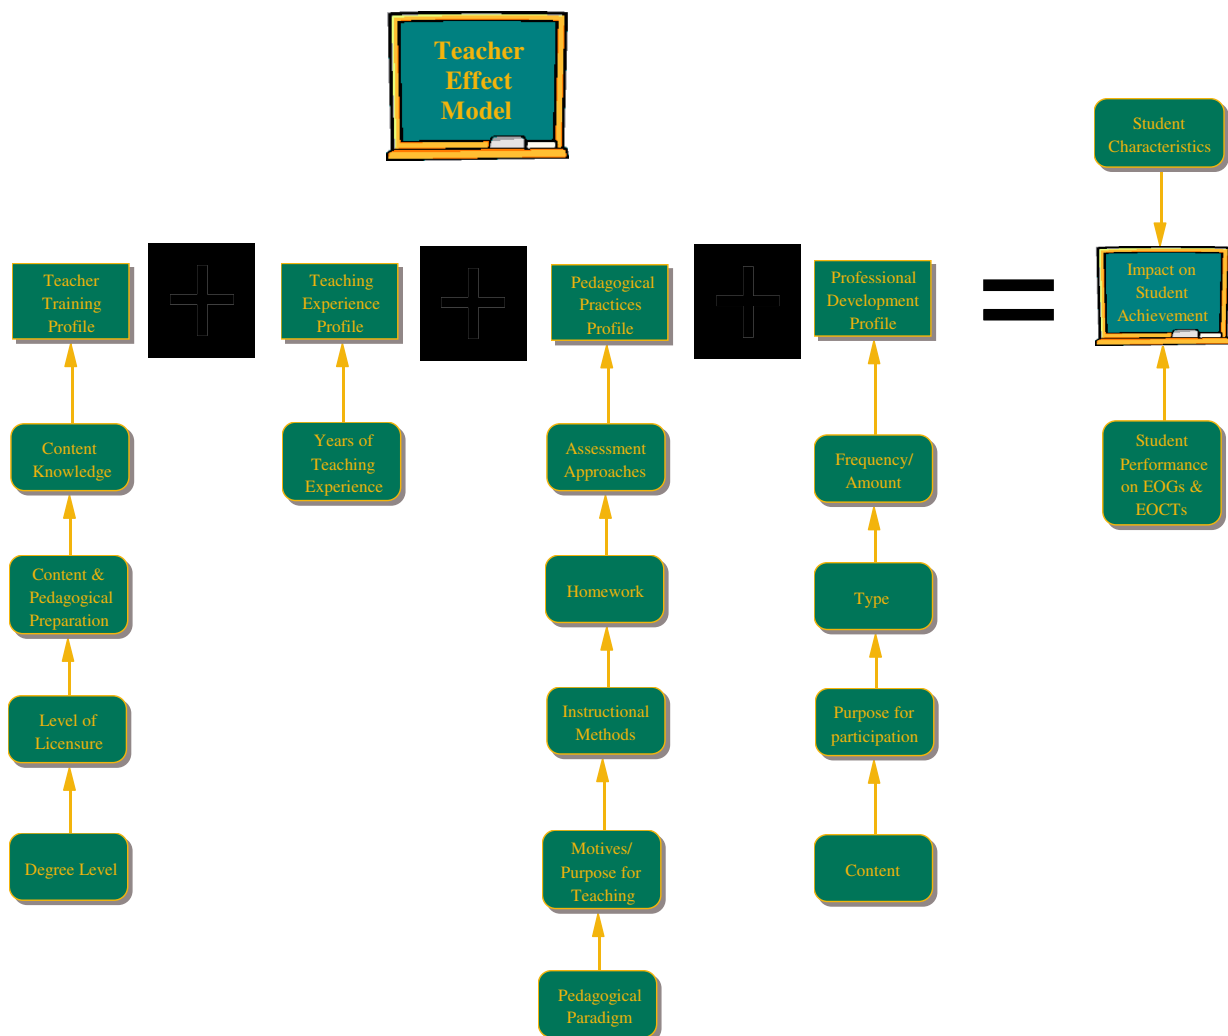 Teacher
Effect
Model
Student
Characteristics
Teacher
Training
Profile
Teaching
Experience
Profile
Pedagogical
Practices
Profile
Professional
Development
Profile
Impact on
Student
Achievement
Content
Knowledge
Years of
Teaching
Experience
Assessment
Approaches
Frequency/
Amount
Student
Performance
on EOGs &
EOCTs
Content &
Pedagogical
Preparation
Homework
Type
Level of
Licensure
Instructional
Methods
Purpose for
participation
Degree Level
Motives/
Purpose for
Teaching
Content
Pedagogical
Paradigm